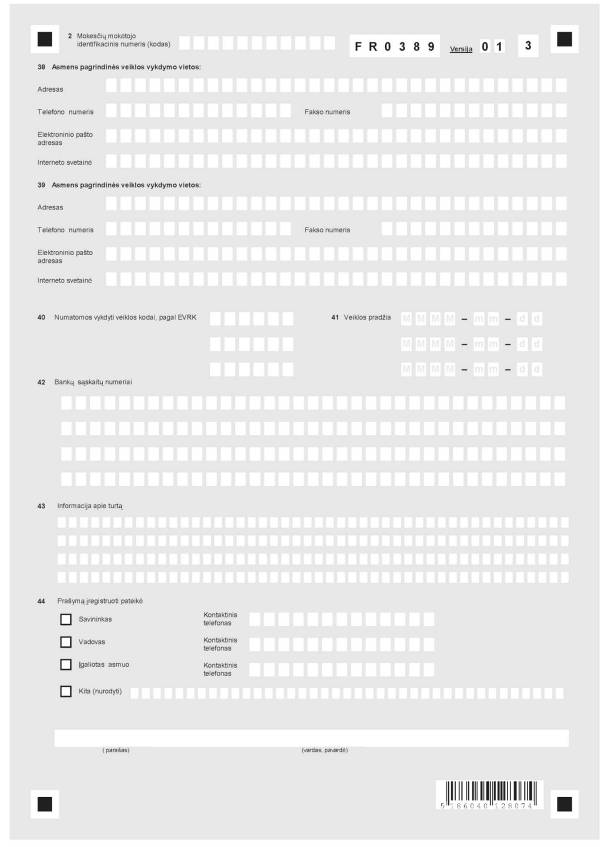 2 Mokesčių mokėtojo
identifikacinis numeris (kodas) FR0389 Versija 01 3
38 Asmens pagrindinės veiklos vykdymo vietos:
Adresas
Telefono numeris Fakso numeris
Elektroninio pašto
adresas
Interneto svetainė
39 Asmens pagrindinės veiklos vykdymo vietos:
Adresas
Telefono numeris Fakso numeris
Elektroninio pašto
adresas
Interneto svetainė
40 Numatomos vykdyti veiklos kodai, pagal EVRK 41 Veiklos pradžia M M M M – m m – d d
M M M M – m m – d d
M M M M – m m – d d
42 Bankų sąskaitų numeriai
43 Informacija apie turtą
44 Prašymą įregistruoti pateikė
Savininkas Kontaktinis
telefonas
Vadovas Kontaktinis
telefonas
Įgaliotas asmuo Kontaktinis
telefonas
Kita (nurodyti)
(parašas) (vardas, pavardė)
5186040128074